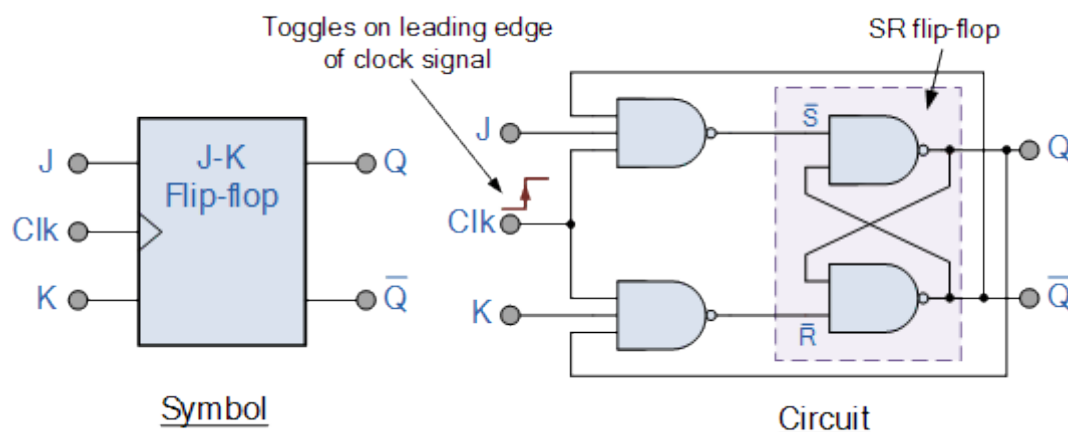 Toggles on leading edge
of clock signal
SR flip-flop
J
J-K
Flip-flop
Q
Clk
K
Q̅
Symbol
J
S̅
Q
Clk
K
R̅
Q̅
Circuit